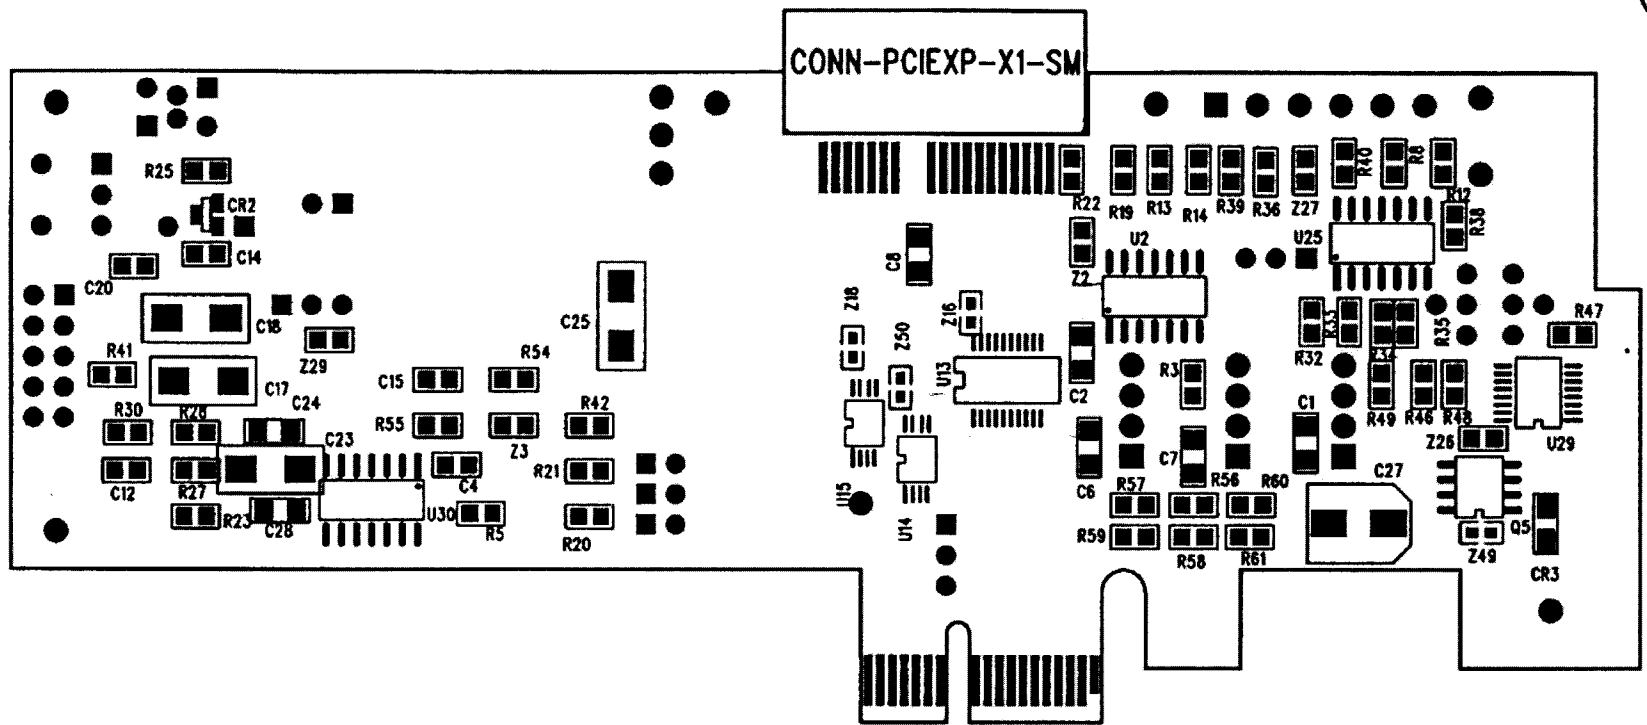 CONN-PCIEXP-X1-SM
R25
CR2
C14
C20
C18
Z29
R41
C17
C24
R30
R28
C23
C12
R27
R23
C28
U30
C15
R54
R55
Z3
R42
C4
R21
R5
R20
C25
C8
Z18
Z16
Z50
U13
U15
U14
R22
R19
R13
R14
R39
R36
Z27
R40
R8
R12
R38
Z2
U2
U25
R32
R33
R34
R35
R47
C2
R3
C1
R49
R46
R48
Z26
U29
C6
C7
R57
R56
R60
C27
R59
R58
R61
Q5
Z49
CR3